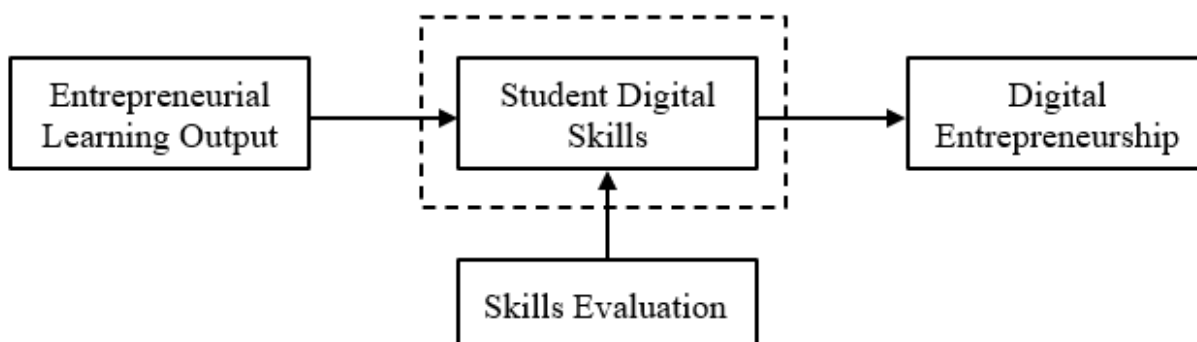 Entrepreneurial
Learning Output
Student Digital
Skills
Digital
Entrepreneurship
Skills Evaluation